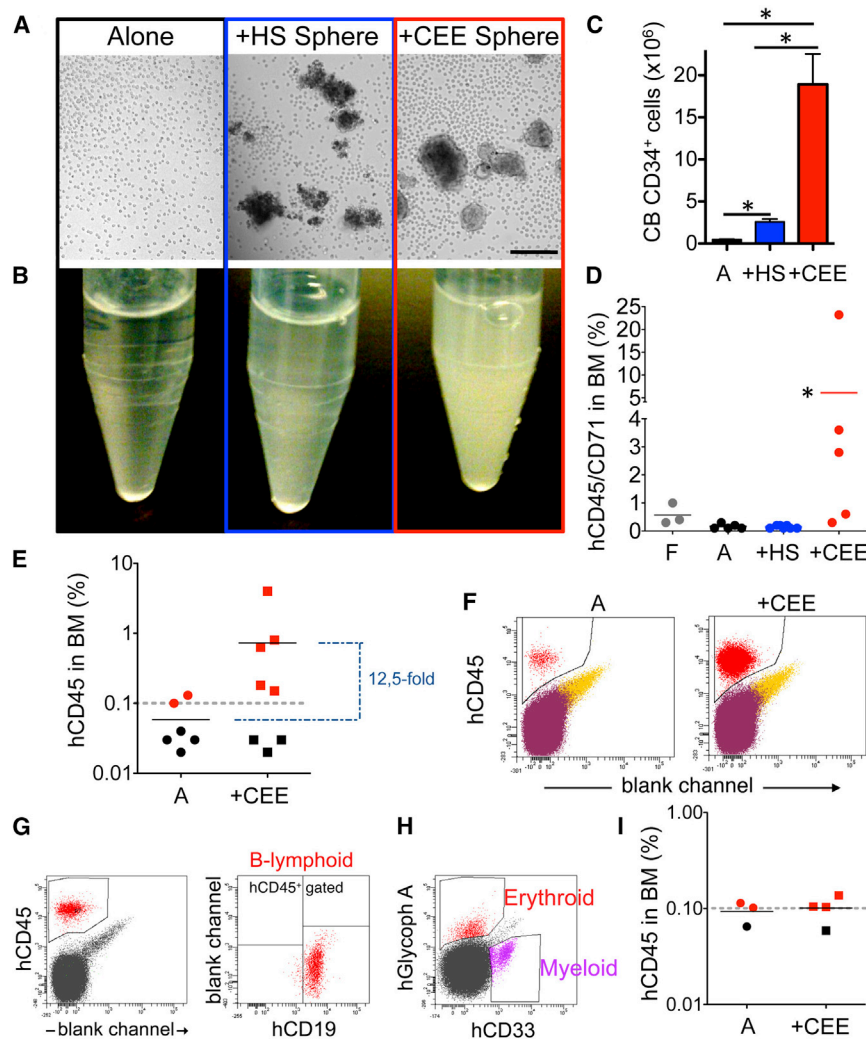 A
Alone
+HS Sphere
+CEE Sphere
B
C
CB CD34⁺ cells (x10⁶)
20
15
10
5
0
A +HS +CEE
*
*
*
D
hCD45/CD71 in BM (%)
25
20
15
10
5
4
3
2
1
0
*
F A +HS +CEE
E
hCD45 in BM (%)
10
1
0.1
0.01
12,5-fold
A +CEE
F
A +CEE
hCD45
blank channel
G
hCD45
blank channel
B-lymphoid
hCD45⁺ gated
blank channel
hCD19
H
hGlycoph A
Erythroid
Myeloid
hCD33
I
hCD45 in BM (%)
1.00
0.10
0.01
A +CEE